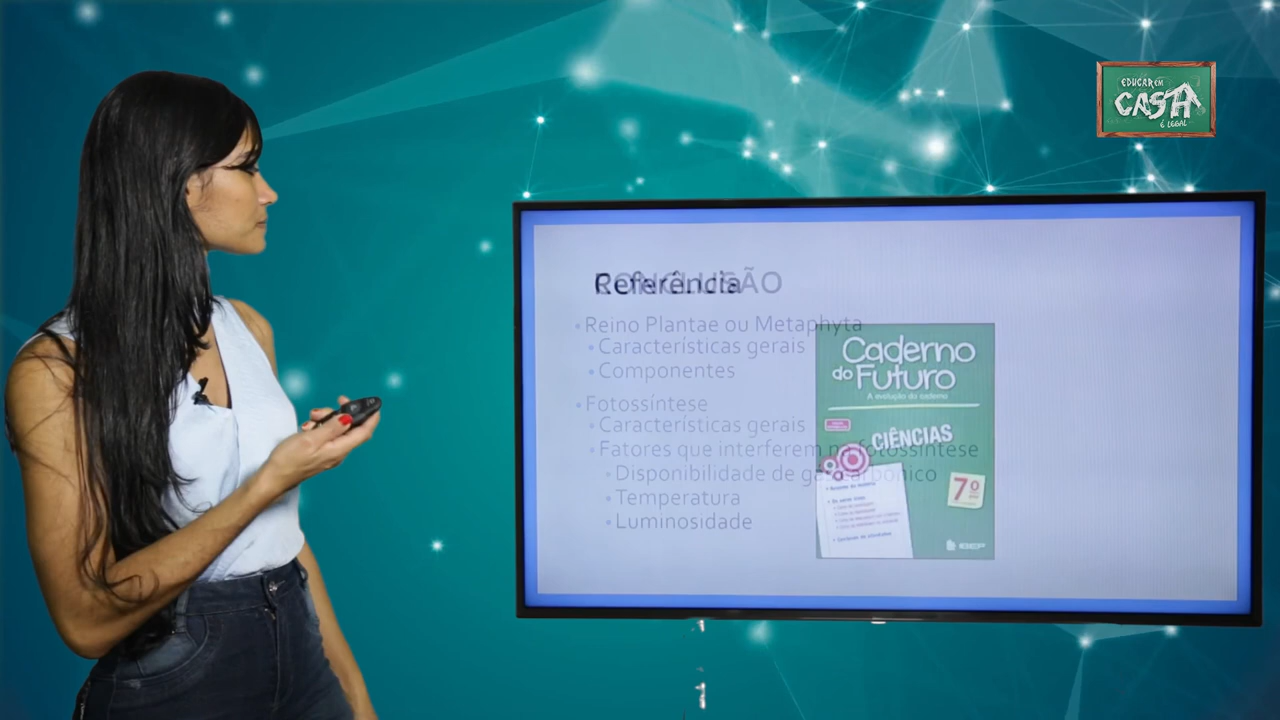 EDUCAR EM
CASA
É LEGAL
Referência
CONCLUSÃO
• Reino Plantae ou Metaphyta
• Características gerais
• Componentes
• Fotossíntese
• Características gerais
• Fatores que interferem na fotossíntese
• Disponibilidade de gás carbônico
• Temperatura
• Luminosidade
Caderno
do Futuro
A evolução do caderno
CIÊNCIAS
7º
IBEP